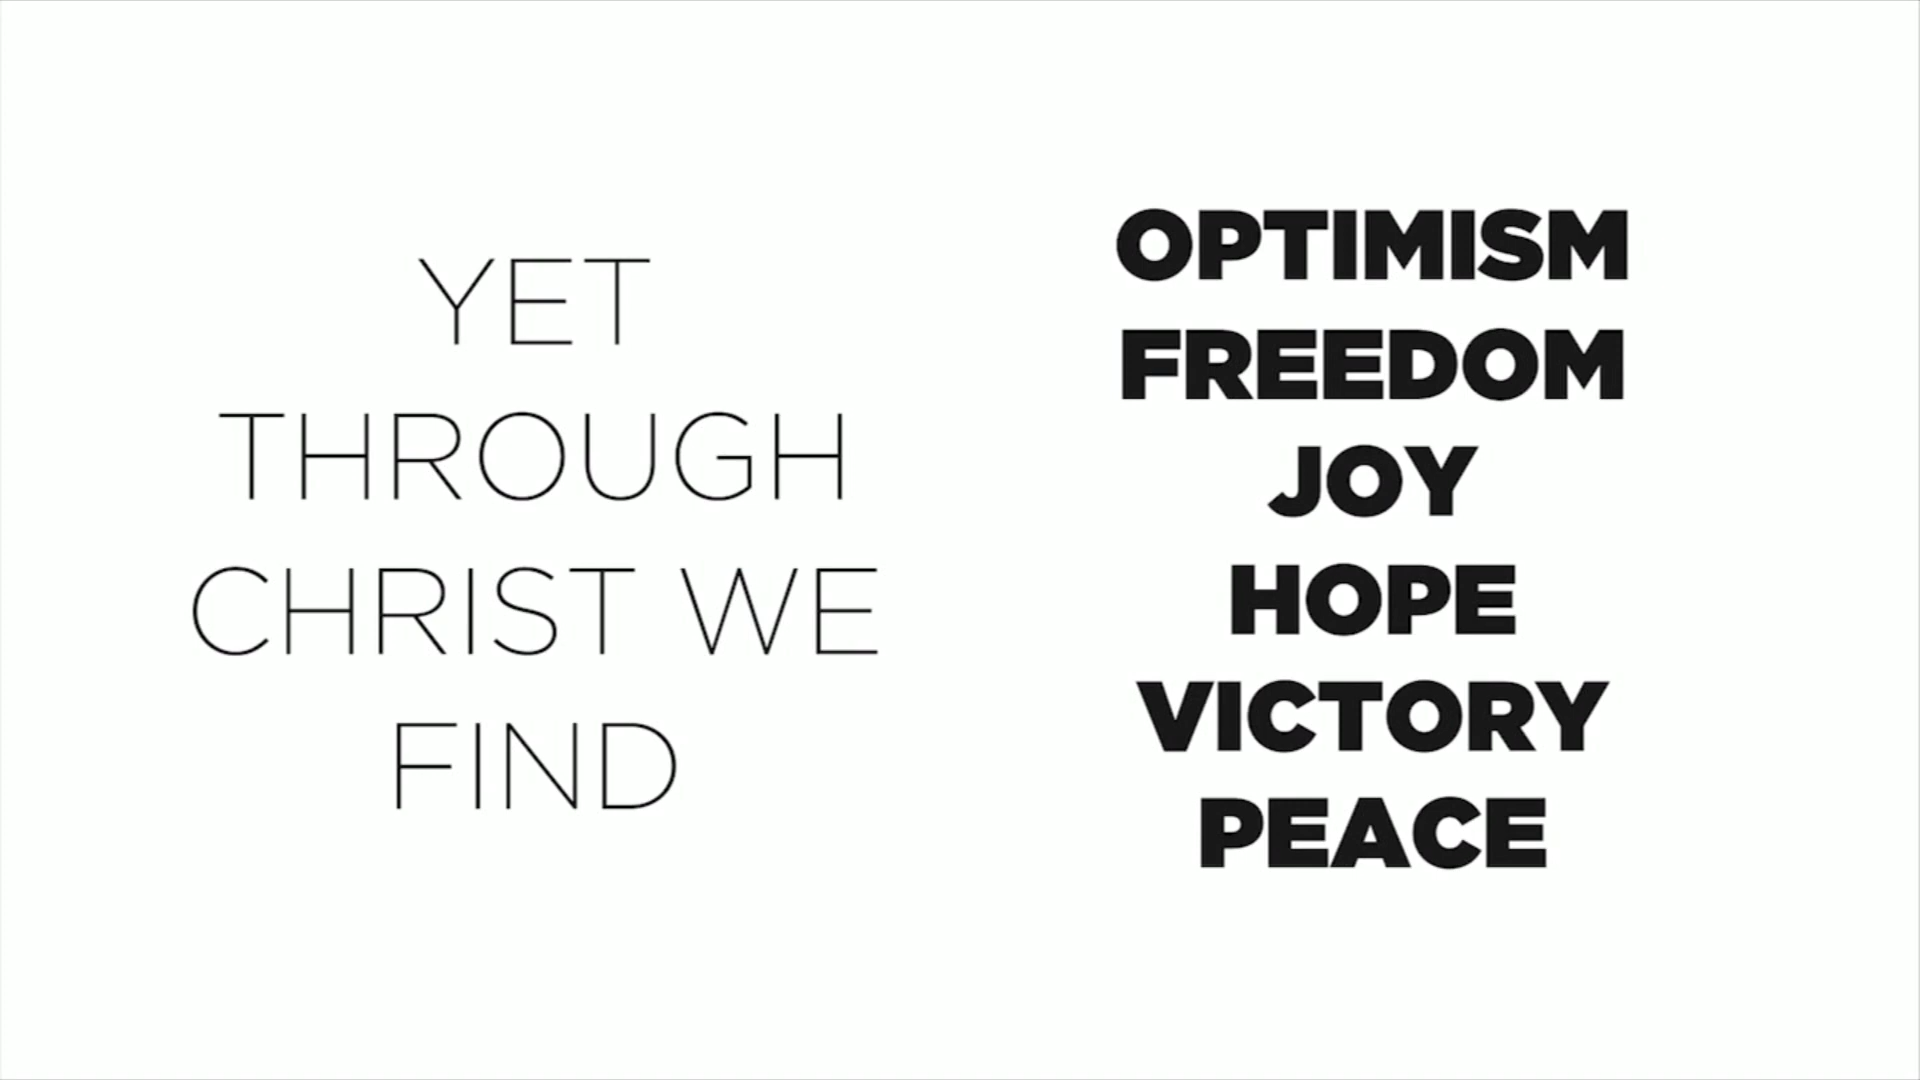 YET
THROUGH
CHRIST WE
FIND
OPTIMISM
FREEDOM
JOY
HOPE
VICTORY
PEACE